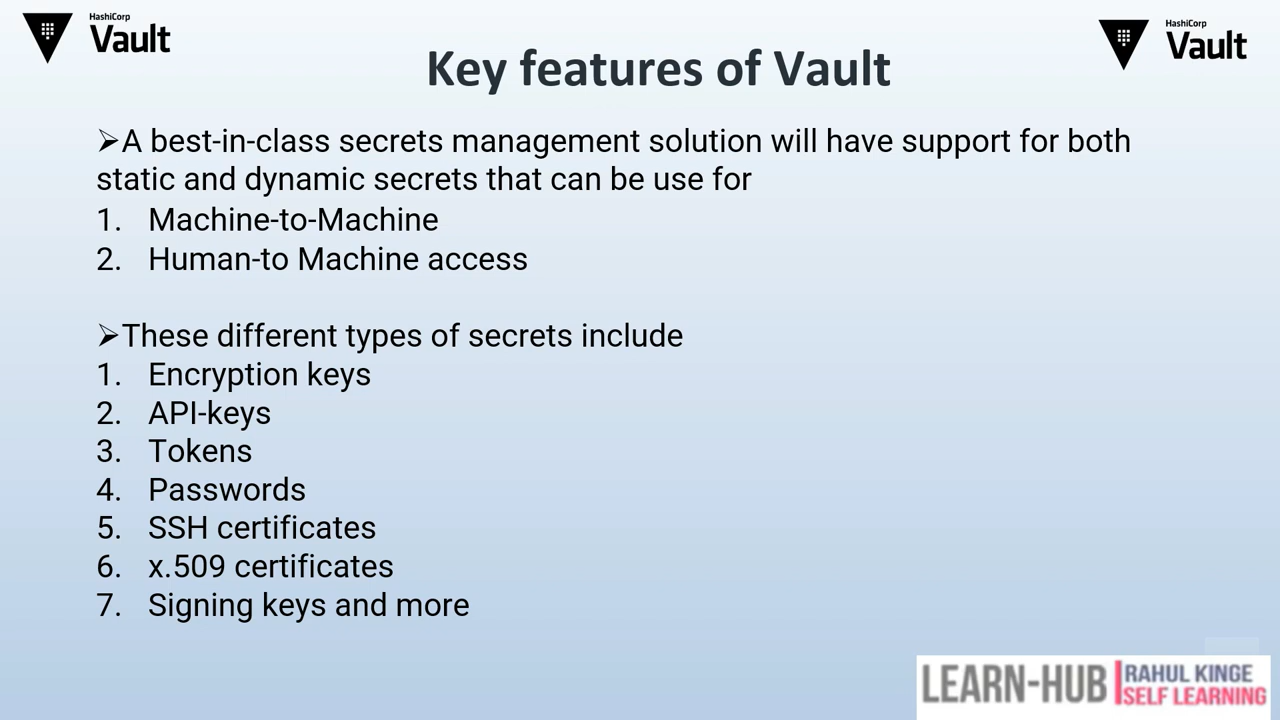 HashiCorp
Vault
HashiCorp
Vault
Key features of Vault
➢A best-in-class secrets management solution will have support for both
static and dynamic secrets that can be use for
1. Machine-to-Machine
2. Human-to Machine access
➢These different types of secrets include
1. Encryption keys
2. API-keys
3. Tokens
4. Passwords
5. SSH certificates
6. x.509 certificates
7. Signing keys and more
LEARN-HUB
RAHUL KINGE
SELF LEARNING